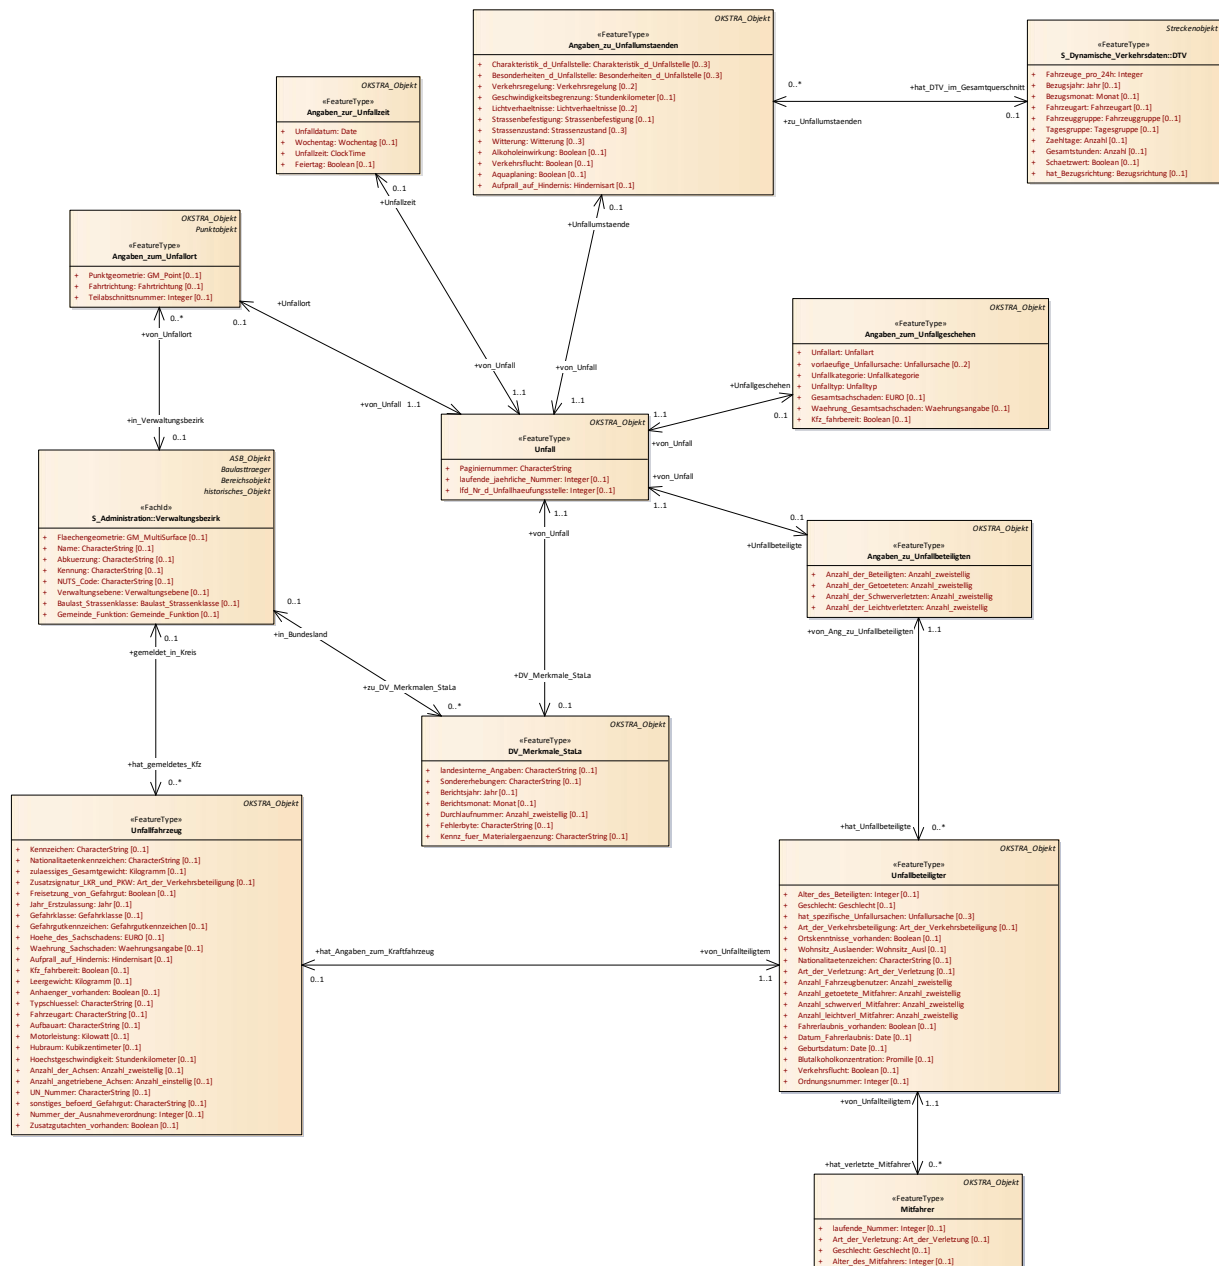 OKSTRA_Objekt
«FeatureType»
Angaben_zu_Unfallumstaenden
+ Charakteristik_d_Unfallstelle: Charakteristik_d_Unfallstelle [0..3]
+ Besonderheiten_d_Unfallstelle: Besonderheiten_d_Unfallstelle [0..3]
+ Verkehrsregelung: Verkehrsregelung [0..2]
+ Geschwindigkeitsbegrenzung: Stundenkilometer [0..1]
+ Lichtverhaeltnisse: Lichtverhaeltnisse [0..2]
+ Strassenbefestigung: Strassenbefestigung [0..1]
+ Strassenzustand: Strassenzustand [0..3]
+ Witterung: Witterung [0..3]
+ Alkoholeinwirkung: Boolean [0..1]
+ Verkehrsflucht: Boolean [0..1]
+ Aquaplaning: Boolean [0..1]
+ Aufprall_auf_Hindernis: Hindernisart [0..1]
Streckenobjekt
«FeatureType»
S_Dynamische_Verkehrsdaten::DTV
+ Fahrzeuge_pro_24h: Integer
+ Bezugsjahr: Jahr [0..1]
+ Bezugsmonat: Monat [0..1]
+ Fahrzeugart: Fahrzeugart [0..1]
+ Fahrzeuggruppe: Fahrzeuggruppe [0..1]
+ Tagesgruppe: Tagesgruppe [0..1]
+ Zaehltage: Anzahl [0..1]
+ Gesamtstunden: Anzahl [0..1]
+ Schaetzwert: Boolean [0..1]
+ hat_Bezugsrichtung: Bezugsrichtung [0..1]
0..*
+hat_DTV_im_Gesamtquerschnitt
+zu_Unfallumstaenden
0..1
OKSTRA_Objekt
«FeatureType»
Angaben_zur_Unfallzeit
+ Unfalldatum: Date
+ Wochentag: Wochentag [0..1]
+ Unfallzeit: ClockTime
+ Feiertag: Boolean [0..1]
0..1
+Unfallzeit
0..1
+Unfallumstaende
OKSTRA_Objekt
Punktobjekt
«FeatureType»
Angaben_zum_Unfallort
+ Punktgeometrie: GM_Point [0..1]
+ Fahrtrichtung: Fahrtrichtung [0..1]
+ Teilabschnittsnummer: Integer [0..1]
+Unfallort
0..1
0..*
+von_Unfallort
+in_Verwaltungsbezirk
0..1
+von_Unfall
1..1
+von_Unfall
1..1
+von_Unfall 1..1
OKSTRA_Objekt
«FeatureType»
Angaben_zum_Unfallgeschehen
+ Unfallart: Unfallart
+ vorlaeufige_Unfallursache: Unfallursache [0..2]
+ Unfallkategorie: Unfallkategorie
+ Unfalltyp: Unfalltyp
+ Gesamtsachschaden: EURO [0..1]
+ Waehrung_Gesamtsachschaden: Waehrungsangabe [0..1]
+ Kfz_fahrbereit: Boolean [0..1]
+Unfallgeschehen
0..1
1..1
+von_Unfall
OKSTRA_Objekt
«FeatureType»
Unfall
+ Paginiernummer: CharacterString
+ laufende_jaehrliche_Nummer: Integer [0..1]
+ lfd_Nr_d_Unfallhaeufungsstelle: Integer [0..1]
+von_Unfall
1..1
0..1
+Unfallbeteiligte
1..1
+von_Unfall
ASB_Objekt
Baulasttraeger
Bereichsobjekt
historisches_Objekt
«FachId»
S_Administration::Verwaltungsbezirk
+ Flaechengeometrie: GM_MultiSurface [0..1]
+ Name: CharacterString [0..1]
+ Abkuerzung: CharacterString [0..1]
+ Kennung: CharacterString [0..1]
+ NUTS_Code: CharacterString [0..1]
+ Verwaltungsebene: Verwaltungsebene [0..1]
+ Baulast_Strassenklasse: Baulast_Strassenklasse [0..1]
+ Gemeinde_Funktion: Gemeinde_Funktion [0..1]
0..1
+in_Bundesland
0..1
+gemeldet_in_Kreis
+zu_DV_Merkmalen_StaLa
0..*
+DV_Merkmale_StaLa
0..1
OKSTRA_Objekt
«FeatureType»
Angaben_zu_Unfallbeteiligten
+ Anzahl_der_Beteiligten: Anzahl_zweistellig
+ Anzahl_der_Getoeteten: Anzahl_zweistellig
+ Anzahl_der_Schwerverletzten: Anzahl_zweistellig
+ Anzahl_der_Leichtverletzten: Anzahl_zweistellig
+von_Ang_zu_Unfallbeteiligten
1..1
OKSTRA_Objekt
«FeatureType»
DV_Merkmale_StaLa
+ landesinterne_Angaben: CharacterString [0..1]
+ Sondererhebungen: CharacterString [0..1]
+ Berichtsjahr: Jahr [0..1]
+ Berichtsmonat: Monat [0..1]
+ Durchlaufnummer: Anzahl_zweistellig [0..1]
+ Fehlerbyte: CharacterString [0..1]
+ Kennz_fuer_Materialergaenzung: CharacterString [0..1]
+hat_gemeldetes_Kfz
0..*
OKSTRA_Objekt
«FeatureType»
Unfallfahrzeug
+ Kennzeichen: CharacterString [0..1]
+ Nationalitaetenkennzeichen: CharacterString [0..1]
+ zulaessiges_Gesamtgewicht: Kilogramm [0..1]
+ Zusatzsignatur_LKR_und_PKW: Art_der_Verkehrsbeteiligung [0..1]
+ Freisetzung_von_Gefahrgut: Boolean [0..1]
+ Jahr_Erstzulassung: Jahr [0..1]
+ Gefahrklasse: Gefahrklasse [0..1]
+ Gefahrgutkennzeichen: Gefahrgutkennzeichen [0..1]
+ Hoehe_des_Sachschadens: EURO [0..1]
+ Waehrung_Sachschaden: Waehrungsangabe [0..1]
+ Aufprall_auf_Hindernis: Hindernisart [0..1]
+ Kfz_fahrbereit: Boolean [0..1]
+ Leergewicht: Kilogramm [0..1]
+ Anhaenger_vorhanden: Boolean [0..1]
+ Typschluessel: CharacterString [0..1]
+ Fahrzeugart: CharacterString [0..1]
+ Aufbauart: CharacterString [0..1]
+ Motorleistung: Kilowatt [0..1]
+ Hubraum: Kubikzentimeter [0..1]
+ Hoechstgeschwindigkeit: Stundenkilometer [0..1]
+ Anzahl_der_Achsen: Anzahl_zweistellig [0..1]
+ Anzahl_angetriebene_Achsen: Anzahl_einstellig [0..1]
+ UN_Nummer: CharacterString [0..1]
+ sonstiges_befoerd_Gefahrgut: CharacterString [0..1]
+ Nummer_der_Ausnahmeverordnung: Integer [0..1]
+ Zusatzgutachten_vorhanden: Boolean [0..1]
+hat_Angaben_zum_Kraftfahrzeug
0..1
+von_Unfallteiligtem
1..1
+hat_Unfallbeteiligte
0..*
OKSTRA_Objekt
«FeatureType»
Unfallbeteiligter
+ Alter_des_Beteiligten: Integer [0..1]
+ Geschlecht: Geschlecht [0..1]
+ hat_spezifische_Unfallursachen: Unfallursache [0..3]
+ Art_der_Verkehrsbeteiligung: Art_der_Verkehrsbeteiligung [0..1]
+ Ortskenntnisse_vorhanden: Boolean [0..1]
+ Wohnsitz_Auslaender: Wohnsitz_Ausl [0..1]
+ Nationalitaetenzeichen: CharacterString [0..1]
+ Art_der_Verletzung: Art_der_Verletzung [0..1]
+ Anzahl_Fahrzeugbenutzer: Anzahl_zweistellig
+ Anzahl_getoetete_Mitfahrer: Anzahl_zweistellig
+ Anzahl_schwerverl_Mitfahrer: Anzahl_zweistellig
+ Anzahl_leichtverl_Mitfahrer: Anzahl_zweistellig
+ Fahrerlaubnis_vorhanden: Boolean [0..1]
+ Datum_Fahrerlaubnis: Date [0..1]
+ Geburtsdatum: Date [0..1]
+ Blutalkoholkonzentration: Promille [0..1]
+ Verkehrsflucht: Boolean [0..1]
+ Ordnungsnummer: Integer [0..1]
+von_Unfallteiligtem
1..1
+hat_verletzte_Mitfahrer
0..*
OKSTRA_Objekt
«FeatureType»
Mitfahrer
+ laufende_Nummer: Integer [0..1]
+ Art_der_Verletzung: Art_der_Verletzung [0..1]
+ Geschlecht: Geschlecht [0..1]
+ Alter_des_Mitfahrers: Integer [0..1]